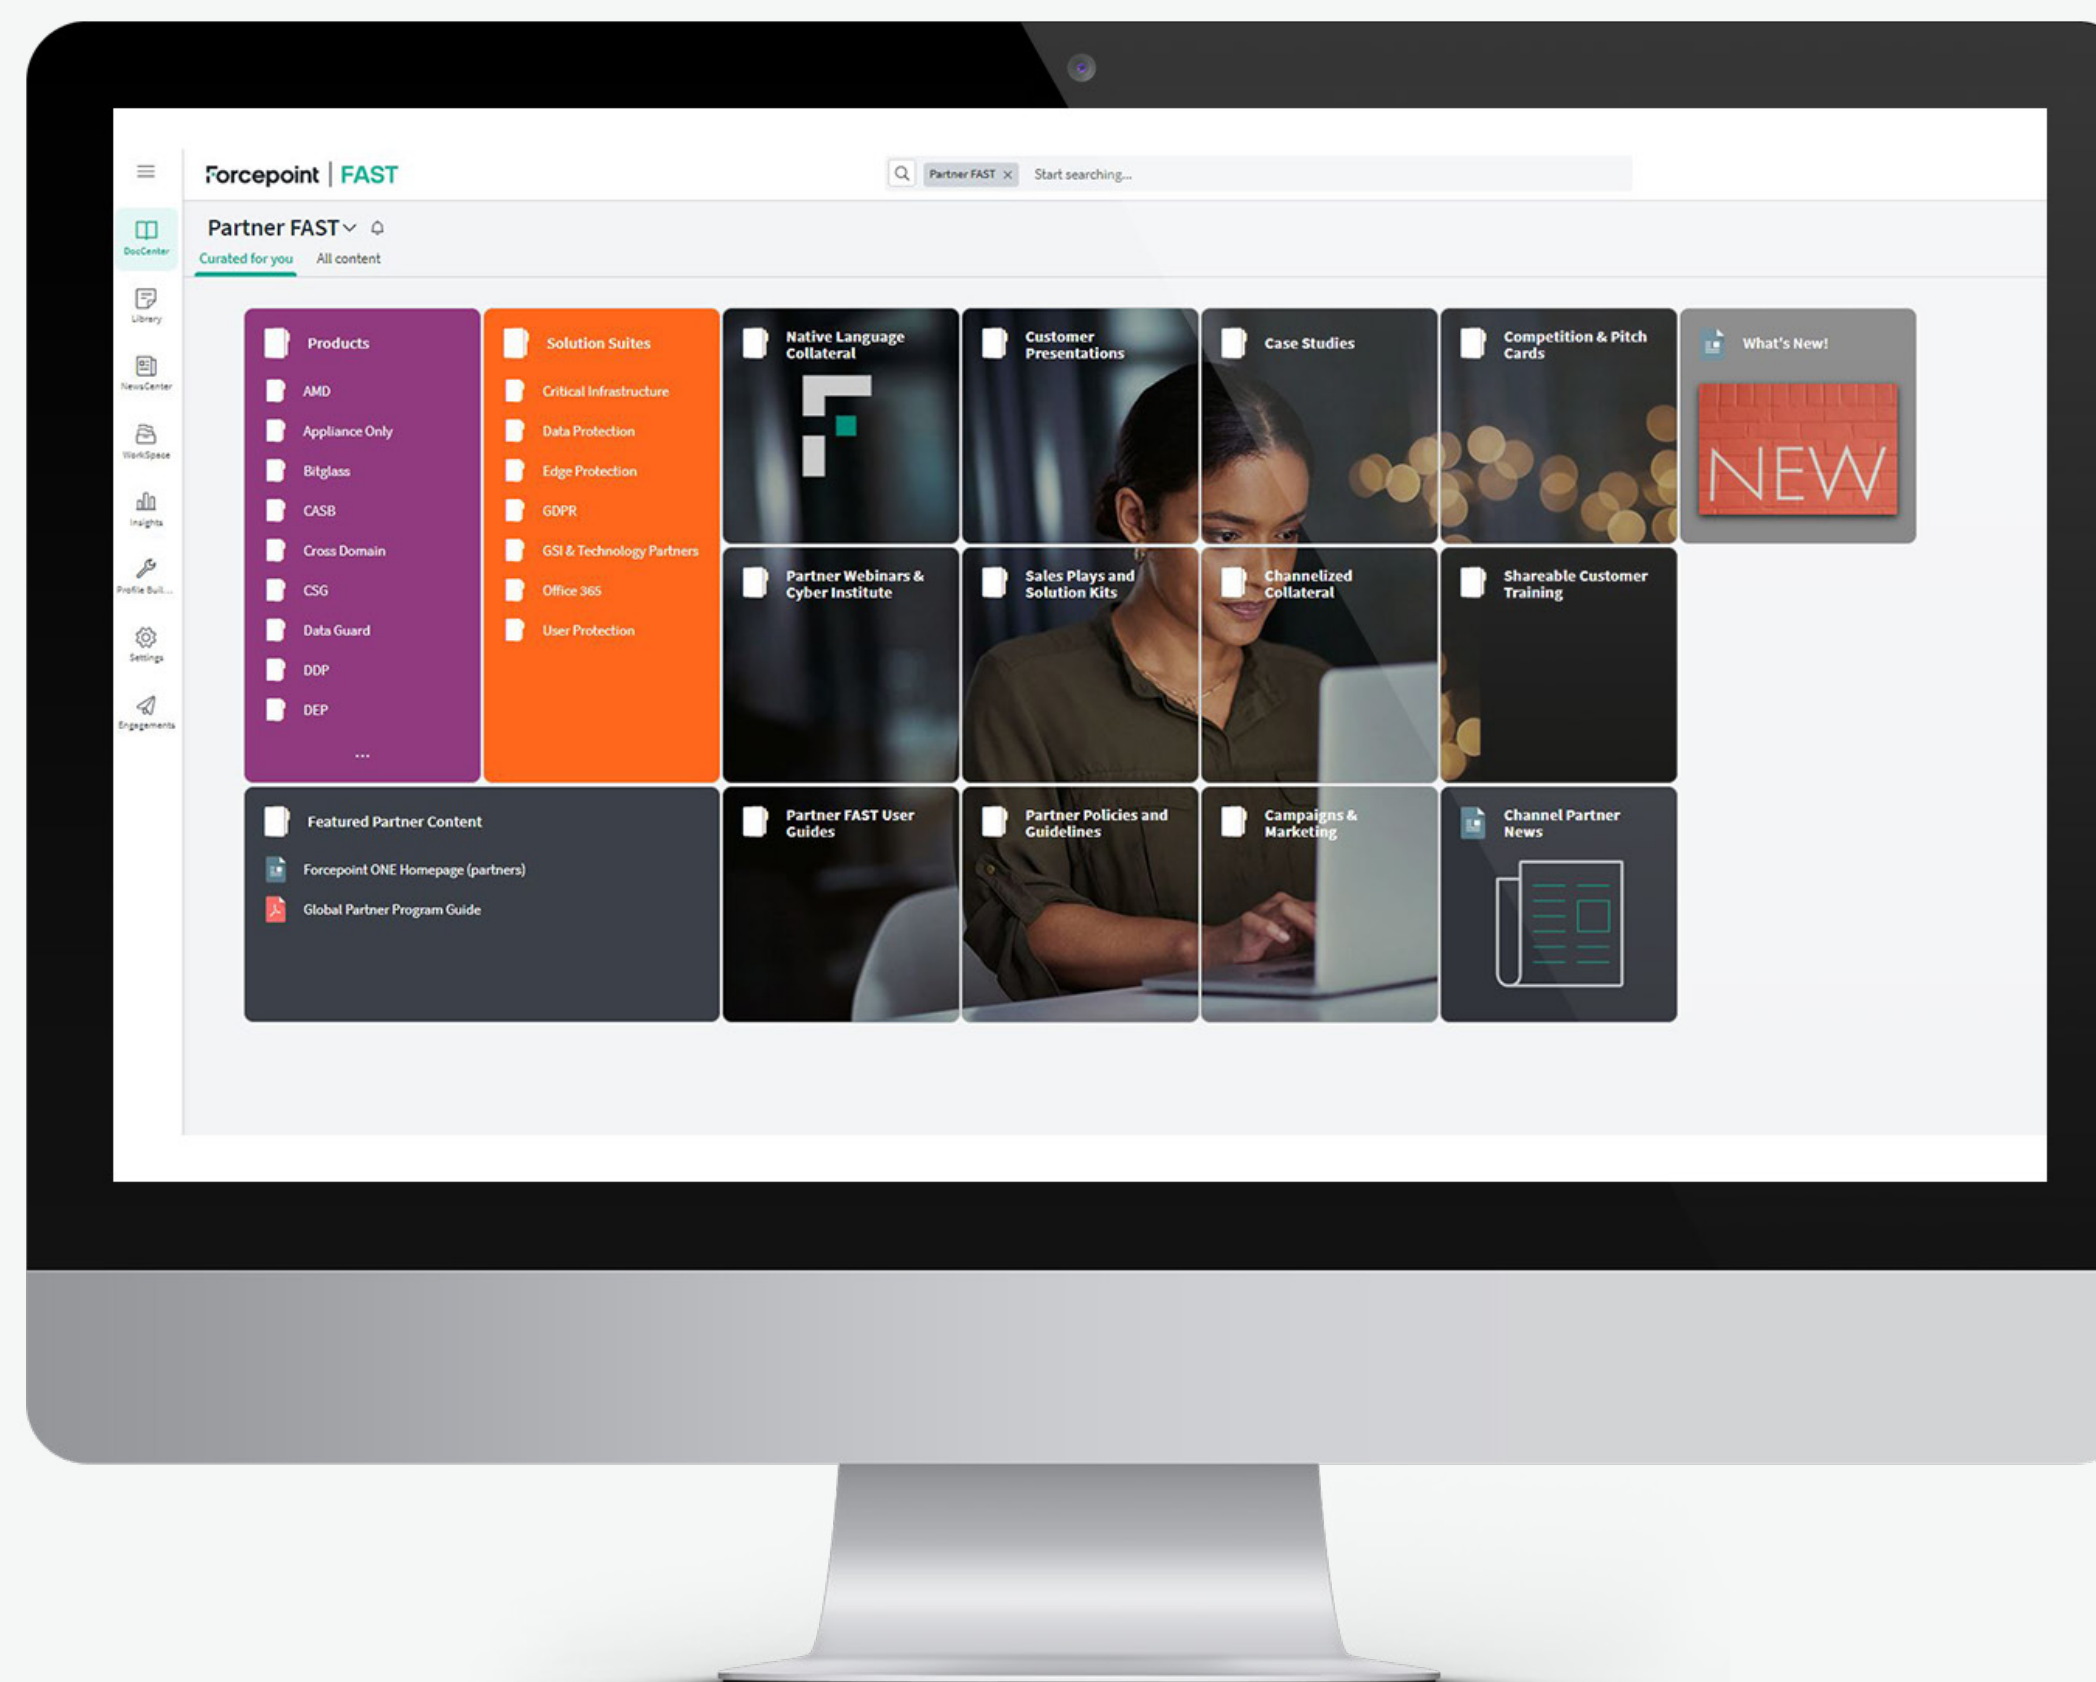 Forcepoint | FAST
Partner FAST ×
Start searching...
Partner FAST
Curated for you
All content
DocCenter
Library
NewsCenter
WorkSpace
Insights
Profile Buil...
Settings
Engagements
Products
AMD
Appliance Only
Bitglass
CASB
Cross Domain
CSG
Data Guard
DDP
DEP
...
Solution Suites
Critical Infrastructure
Data Protection
Edge Protection
GDPR
GSI & Technology Partners
Office 365
User Protection
Native Language
Collateral
Customer
Presentations
Case Studies
Competition & Pitch
Cards
What's New!
NEW
Partner Webinars &
Cyber Institute
Sales Plays and
Solution Kits
Channelized
Collateral
Shareable Customer
Training
Featured Partner Content
Forcepoint ONE Homepage (partners)
Global Partner Program Guide
Partner FAST User
Guides
Partner Policies and
Guidelines
Campaigns &
Marketing
Channel Partner
News